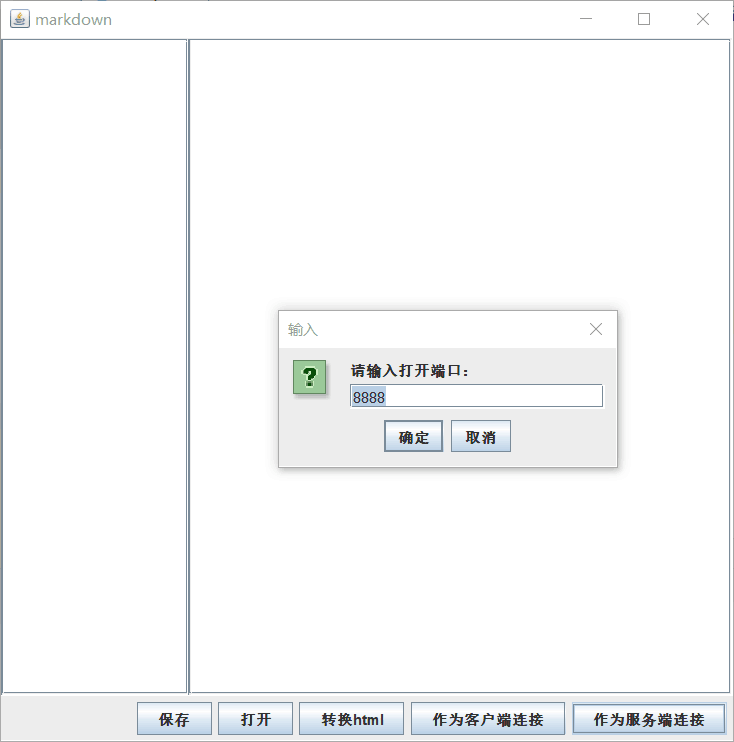 markdown
输入
请输入打开端口：
8888
确定 取消
保存 打开 转换html 作为客户端连接 作为服务端连接